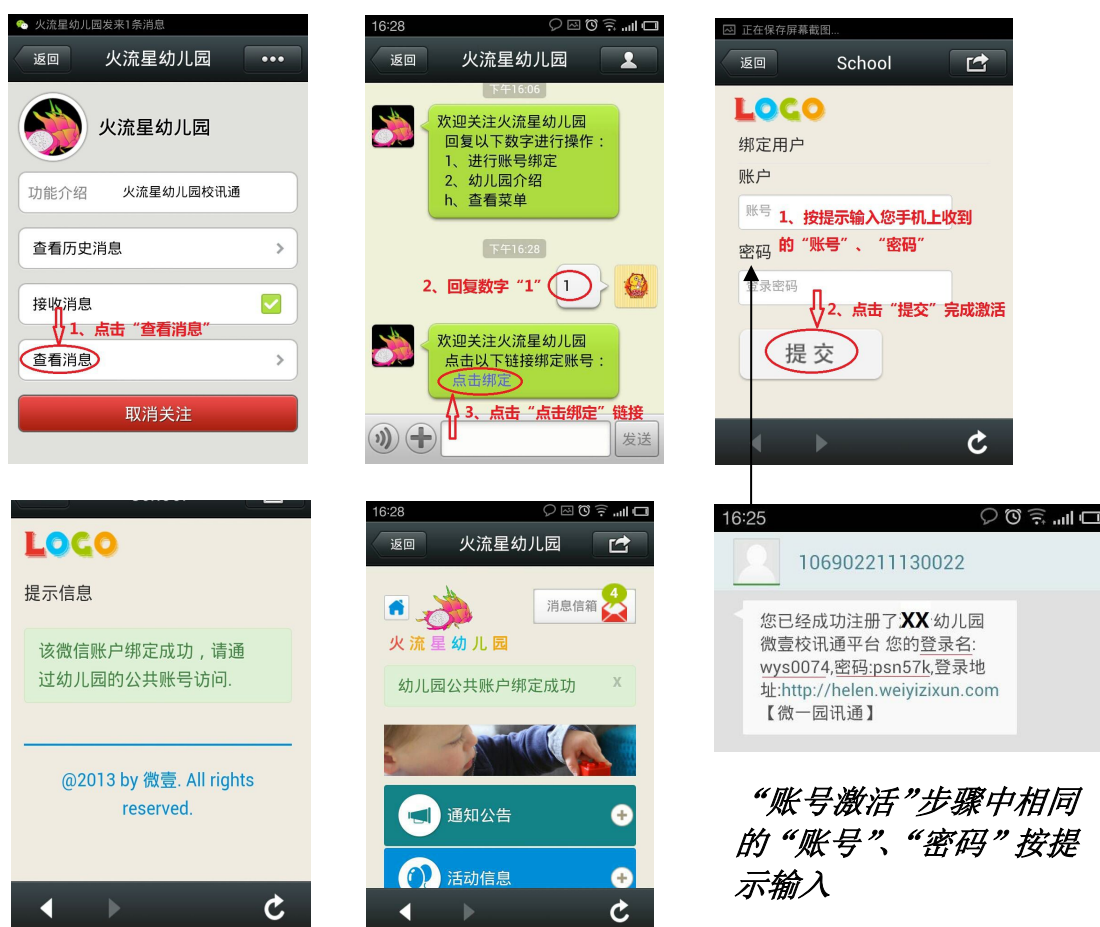 火流星幼儿园发来1条消息
返回
火流星幼儿园
火流星幼儿园
功能介绍 火流星幼儿园校讯通
查看历史消息
接收消息
1、点击“查看消息”
查看消息
取消关注
16:28
返回
火流星幼儿园
下午16:06
欢迎关注火流星幼儿园
回复以下数字进行操作：
1、进行账号绑定
2、幼儿园介绍
h、查看菜单
下午16:28
2、回复数字“1”
1
欢迎关注火流星幼儿园
点击以下链接绑定账号：
点击绑定
3、点击“点击绑定”链接
发送
正在保存屏幕截图...
返回
School
LOGO
绑定用户
账户
账号
1、按提示输入您手机上收到
的“账号”、“密码”
密码
登录密码
2、点击“提交”完成激活
提交
LOGO
提示信息
该微信账户绑定成功，请通
过幼儿园的公共账号访问.
@2013 by 微壹. All rights
reserved.
16:28
返回
火流星幼儿园
消息信箱
4
火流星幼儿园
幼儿园公共账户绑定成功 X
通知公告
活动信息
16:25
106902211130022
您已经成功注册了XX幼儿园
微壹校讯通平台 您的登录名:
wys0074,密码:psn57k,登录地
址:http://helen.weiyizixun.com
【微一园讯通】
“账号激活”步骤中相同
的“账号”、“密码”按提
示输入